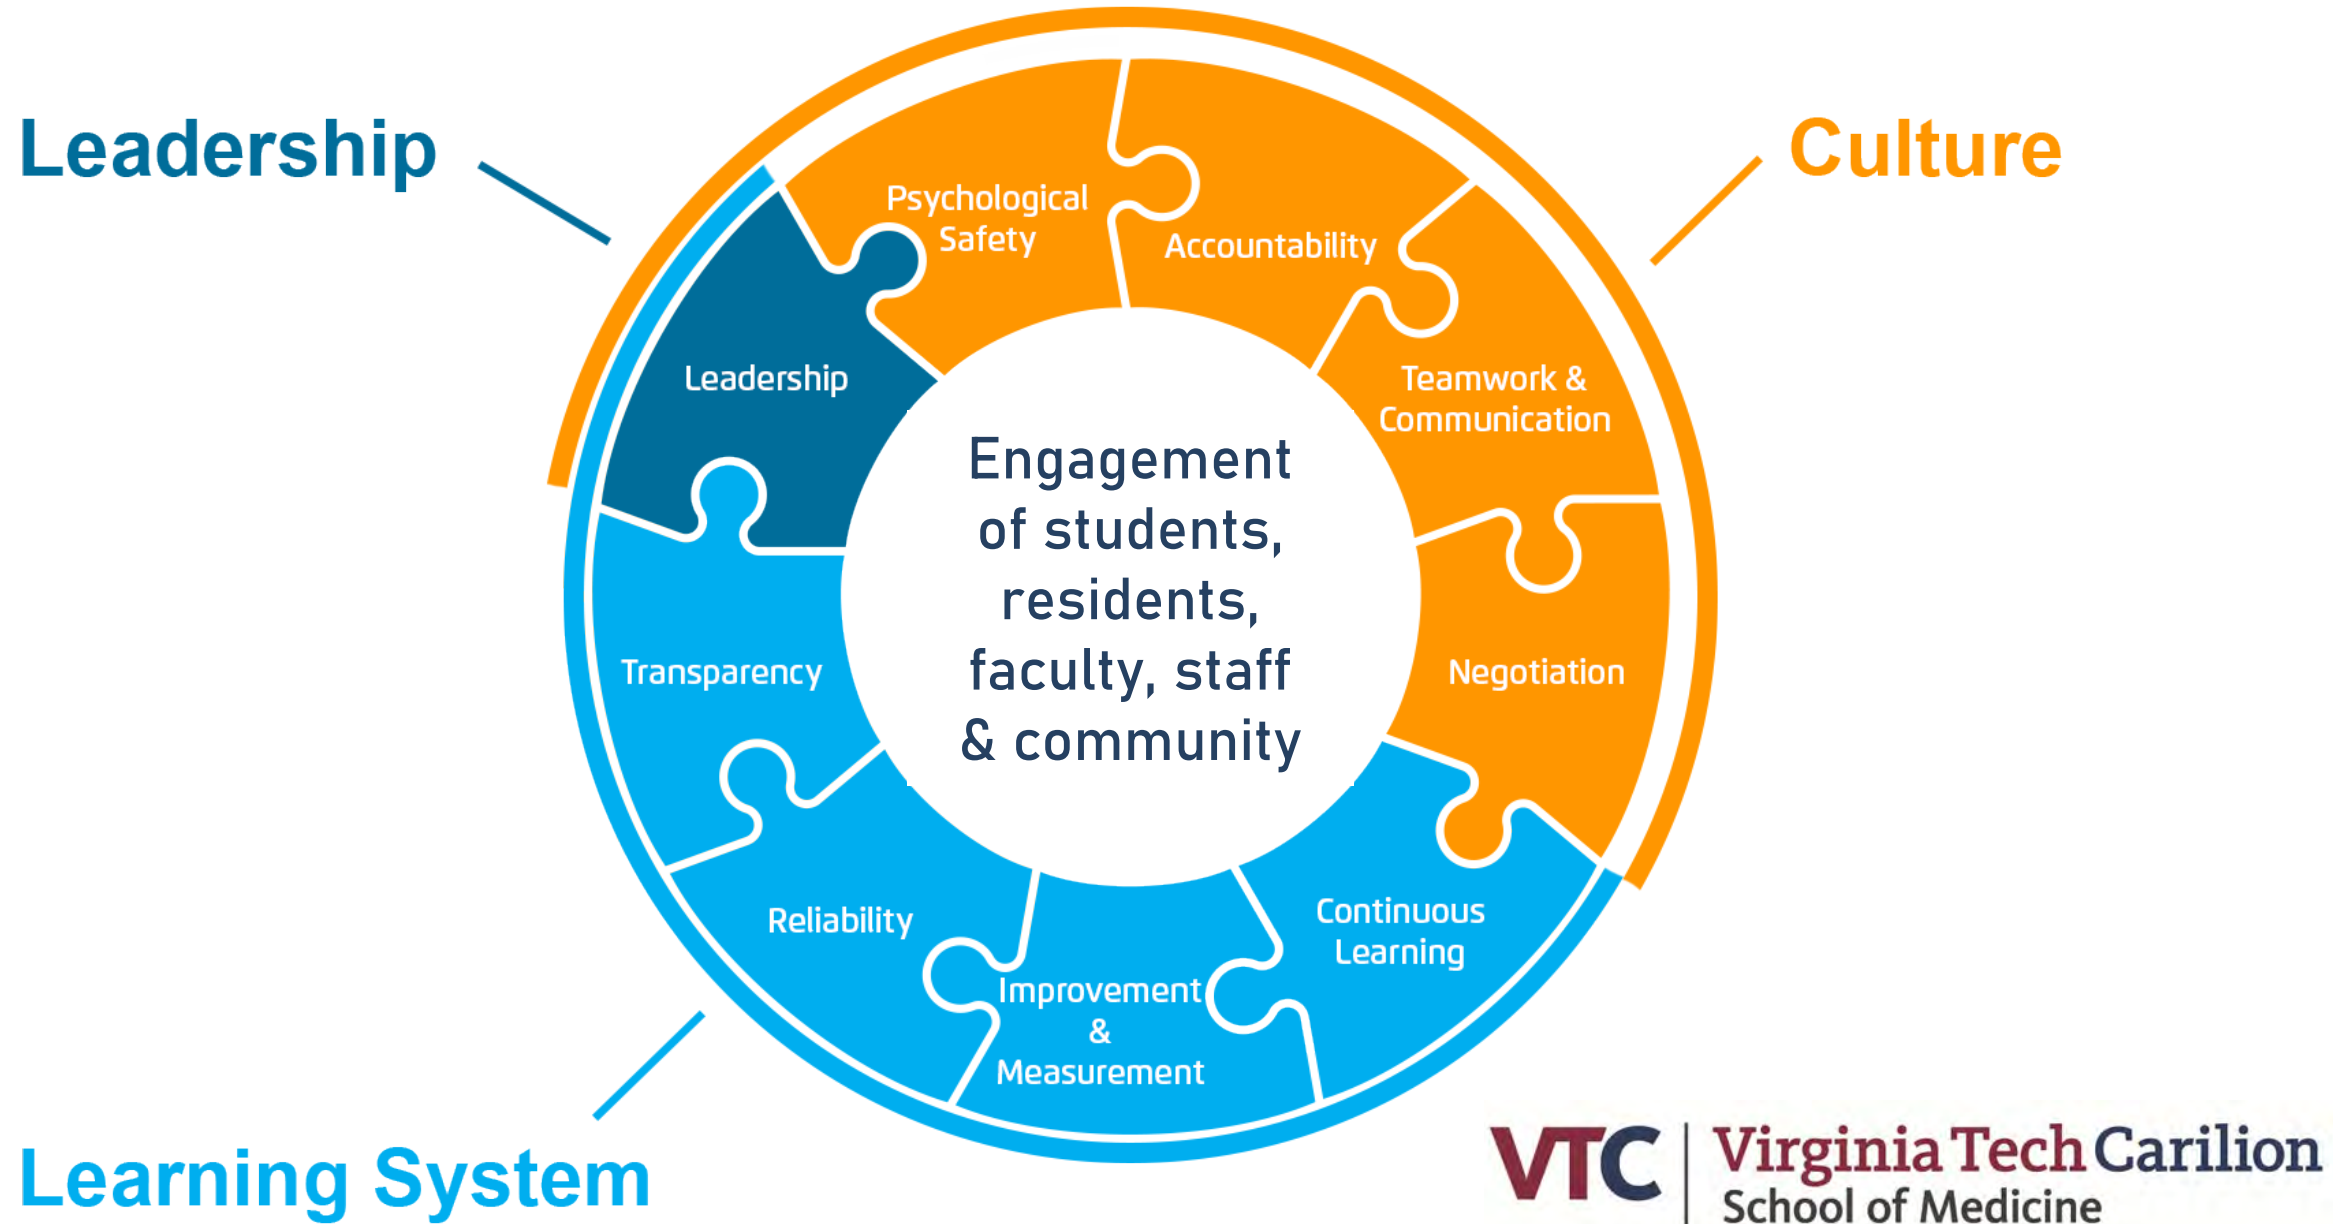 Leadership
Culture
Psychological
Safety
Accountability
Leadership
Teamwork &
Communication
Engagement
of students,
residents,
faculty, staff
& community
Transparency
Negotiation
Reliability
Continuous
Learning
Improvement
&
Measurement
Learning System
VTC
Virginia Tech Carilion
School of Medicine